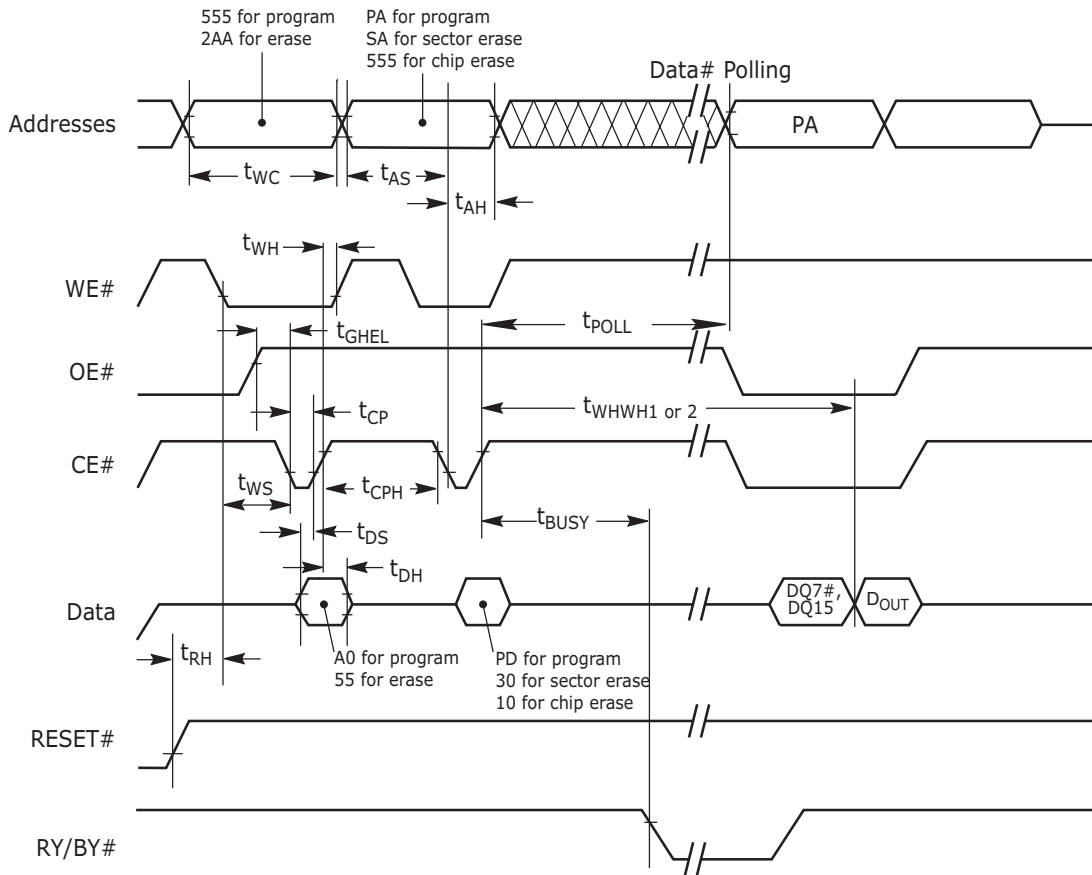 555 for program
2AA for erase
PA for program
SA for sector erase
555 for chip erase
Data# Polling
Addresses
PA
tWC
tAS
tAH
tWH
WE#
tGHEL
tPOLL
OE#
tCP
tWHWH1 or 2
CE#
tWS
tCPH
tDS
tBUSY
tDH
Data
DQ7#,
DQ15
DOUT
tRH
A0 for program
55 for erase
PD for program
30 for sector erase
10 for chip erase
RESET#
RY/BY#